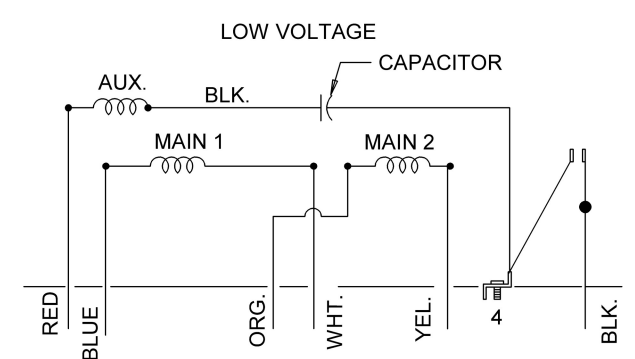 LOW VOLTAGE
CAPACITOR
AUX.
BLK.
MAIN 1
MAIN 2
RED
BLUE
ORG.
WHT.
YEL.
4
BLK.